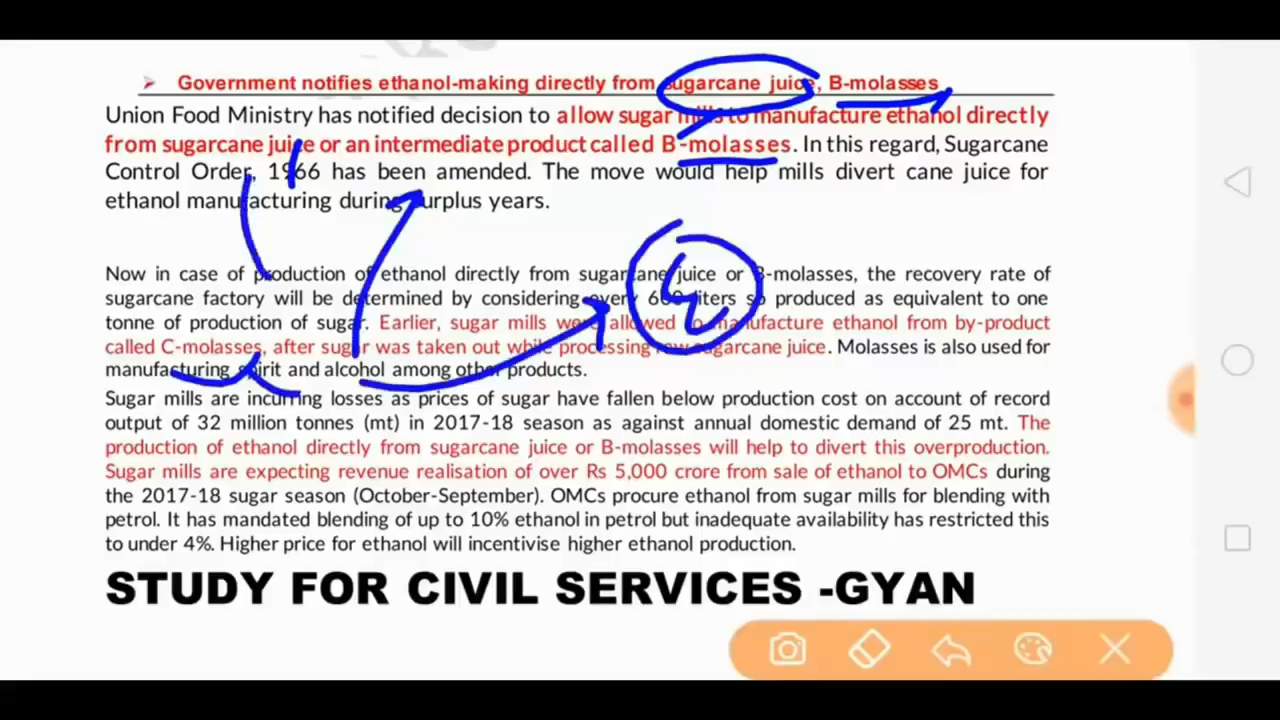 Government notifies ethanol-making directly from sugarcane juice, B-molasses
Union Food Ministry has notified decision to allow sugar mills to manufacture ethanol directly
from sugarcane juice or an intermediate product called B-molasses. In this regard, Sugarcane
Control Order, 1966 has been amended. The move would help mills divert cane juice for
ethanol manufacturing during surplus years.
Now in case of production of ethanol directly from sugarcane juice or B-molasses, the recovery rate of
sugarcane factory will be determined by considering every 600 liters so produced as equivalent to one
tonne of production of sugar. Earlier, sugar mills were allowed to manufacture ethanol from by-product
called C-molasses, after sugar was taken out while processing raw sugarcane juice. Molasses is also used for
manufacturing spirit and alcohol among other products.
Sugar mills are incurring losses as prices of sugar have fallen below production cost on account of record
output of 32 million tonnes (mt) in 2017-18 season as against annual domestic demand of 25 mt. The
production of ethanol directly from sugarcane juice or B-molasses will help to divert this overproduction.
Sugar mills are expecting revenue realisation of over Rs 5,000 crore from sale of ethanol to OMCs during
the 2017-18 sugar season (October-September). OMCs procure ethanol from sugar mills for blending with
petrol. It has mandated blending of up to 10% ethanol in petrol but inadequate availability has restricted this
to under 4%. Higher price for ethanol will incentivise higher ethanol production.
STUDY FOR CIVIL SERVICES -GYAN